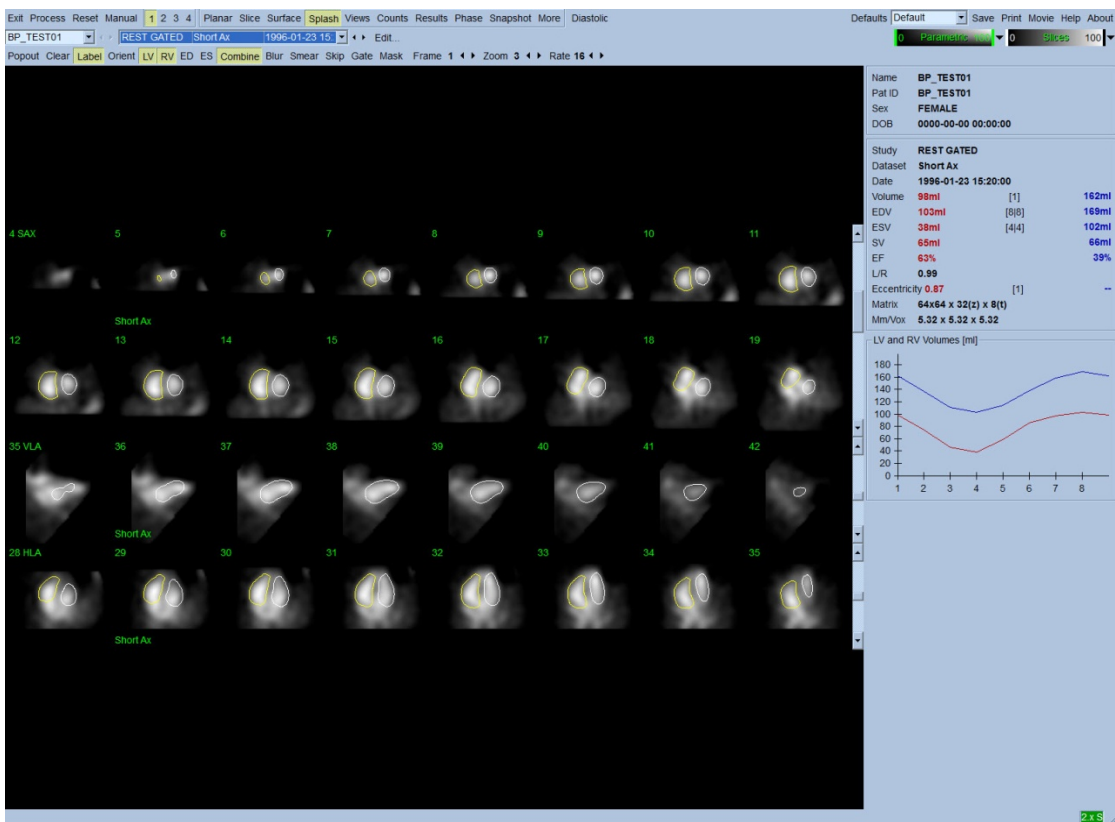 Exit Process Reset Manual 1 2 3 4 Planar Slice Surface Splash Views Counts Results Phase Snapshot More Diastolic Defaults Default Save Print Movie Help About
BP_TEST01 REST GATED Short Ax 1996-01-23 15: Edit... 0 Parametric 100 0 Slices 100
Popout Clear Label Orient LV RV ED ES Combine Blur Smear Skip Gate Mask Frame 1 Zoom 3 Rate 16
Name BP_TEST01
Pat ID BP_TEST01
Sex FEMALE
DOB 0000-00-00 00:00:00
Study REST GATED
Dataset Short Ax
Date 1996-01-23 15:20:00
Volume 98ml [1] 162ml
EDV 103ml [8|8] 169ml
ESV 38ml [4|4] 102ml
SV 65ml 66ml
EF 63% 39%
L/R 0.99
Eccentricity 0.87 [1] --
Matrix 64x64 x 32(z) x 8(t)
Mm/Vox 5.32 x 5.32 x 5.32
LV and RV Volumes [ml]
180
160
140
120
100
80
60
40
20
0
1 2 3 4 5 6 7 8
4 SAX 5 6 7 8 9 10 11
Short Ax
12 13 14 15 16 17 18 19
35 VLA 36 37 38 39 40 41 42
Short Ax
28 HLA 29 30 31 32 33 34 35
Short Ax
2.x S